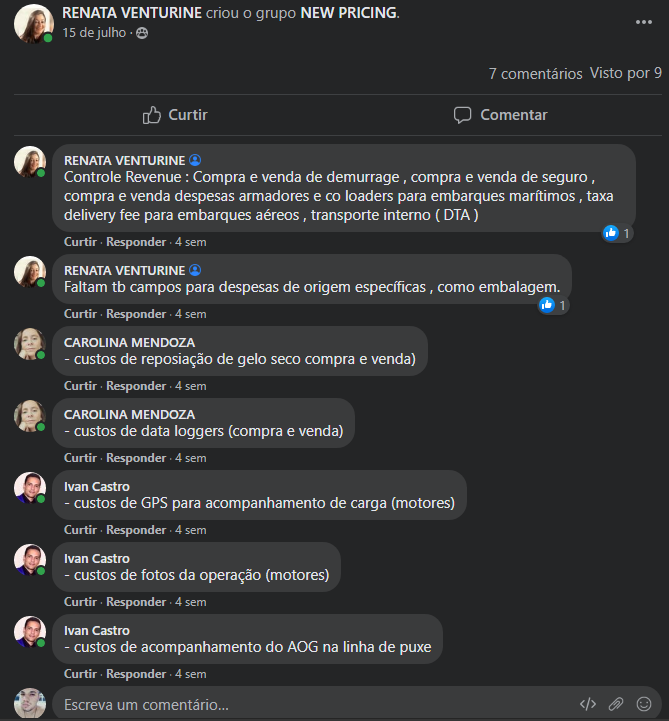 RENATA VENTURINE criou o grupo NEW PRICING.
15 de julho ·
7 comentários Visto por 9
Curtir Comentar
RENATA VENTURINE
Controle Revenue : Compra e venda de demurrage , compra e venda de seguro ,
compra e venda despesas armadores e co loaders para embarques marítimos , taxa
delivery fee para embarques aéreos , transporte interno ( DTA )
1
Curtir · Responder · 4 sem
RENATA VENTURINE
Faltam tb campos para despesas de origem específicas , como embalagem.
1
Curtir · Responder · 4 sem
CAROLINA MENDOZA
- custos de reposiação de gelo seco compra e venda)
Curtir · Responder · 4 sem
CAROLINA MENDOZA
- custos de data loggers (compra e venda)
Curtir · Responder · 4 sem
Ivan Castro
- custos de GPS para acompanhamento de carga (motores)
Curtir · Responder · 4 sem
Ivan Castro
- custos de fotos da operação (motores)
Curtir · Responder · 4 sem
Ivan Castro
- custos de acompanhamento do AOG na linha de puxe
Curtir · Responder · 4 sem
Escreva um comentário...